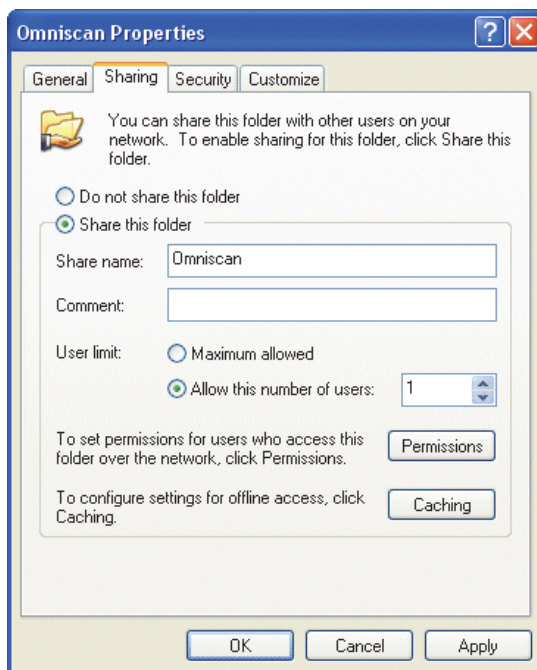 Omniscan Properties
General Sharing Security Customize
You can share this folder with other users on your
network. To enable sharing for this folder, click Share this
folder.
Do not share this folder
Share this folder
Share name: Omniscan
Comment:
User limit: Maximum allowed
Allow this number of users: 1
To set permissions for users who access this
folder over the network, click Permissions.
Permissions
To configure settings for offline access, click
Caching.
Caching
OK Cancel Apply